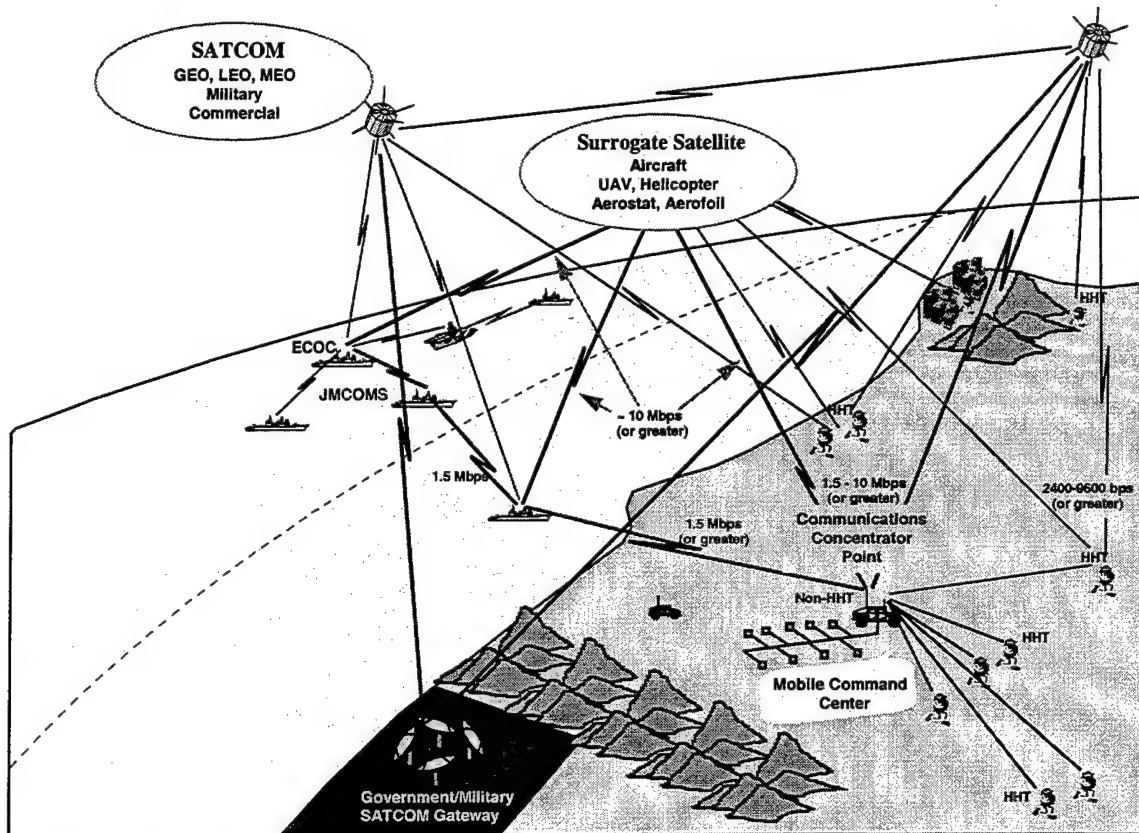 SATCOM
GEO, LEO, MEO
Military
Commercial
Surrogate Satellite
Aircraft
UAV, Helicopter
Aerostat, Aerofoil
HHT
ECOC
JMCOMS
~ 10 Mbps
(or greater)
HHT
1.5 Mbps
1.5 - 10 Mbps
(or greater)
2400-9600 bps
(or greater)
1.5 Mbps
(or greater)
Communications
Concentrator
Point
HHT
Non-HHT
HHT
Mobile Command
Center
Government/Military
SATCOM Gateway
HHT